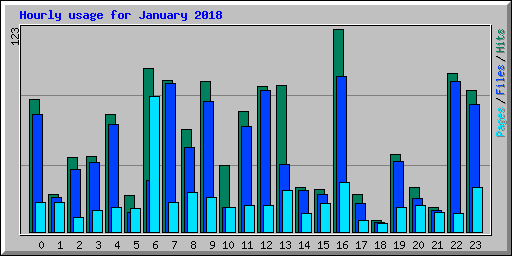 Hourly usage for January 2018
123
Pages/Files/Hits
0 1 2 3 4 5 6 7 8 9 10 11 12 13 14 15 16 17 18 19 20 21 22 23